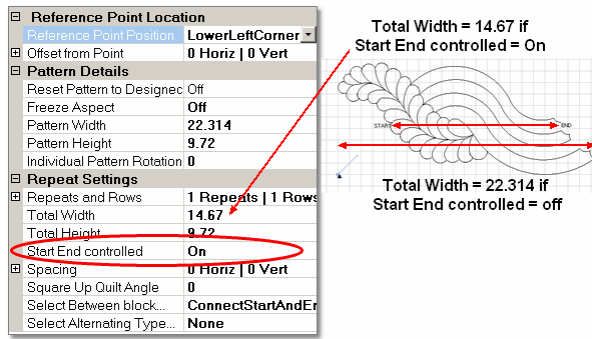 Reference Point Location
Reference Point Position LowerLeftCorner
Offset from Point 0 Horiz | 0 Vert
Pattern Details
Reset Pattern to Designec Off
Freeze Aspect Off
Pattern Width 22.314
Pattern Height 9.72
Individual Pattern Rotation 0
Repeat Settings
Repeats and Rows 1 Repeats | 1 Rows
Total Width 14.67
Total Height 9.72
Start End controlled On
Spacing 0 Horiz | 0 Vert
Square Up Quilt Angle 0
Select Between block... ConnectStartAndEr
Select Alternating Type... None
Total Width = 14.67 if
Start End controlled = On
START
END
Total Width = 22.314 if
Start End controlled = off